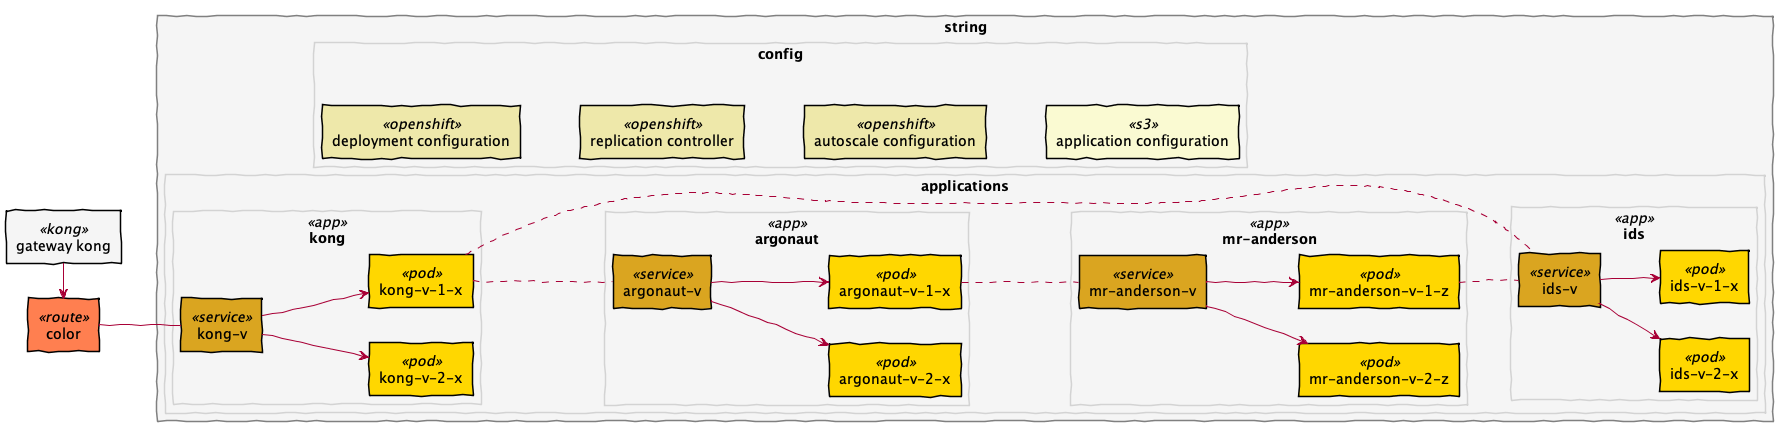 string
config
«openshift»
deployment configuration
«openshift»
replication controller
«openshift»
autoscale configuration
«s3»
application configuration
applications
«kong»
gateway kong
«route»
color
«app»
kong
«service»
kong-v
«pod»
kong-v-1-x
«pod»
kong-v-2-x
«app»
argonaut
«service»
argonaut-v
«pod»
argonaut-v-1-x
«pod»
argonaut-v-2-x
«app»
mr-anderson
«service»
mr-anderson-v
«pod»
mr-anderson-v-1-z
«pod»
mr-anderson-v-2-z
«app»
ids
«service»
ids-v
«pod»
ids-v-1-x
«pod»
ids-v-2-x